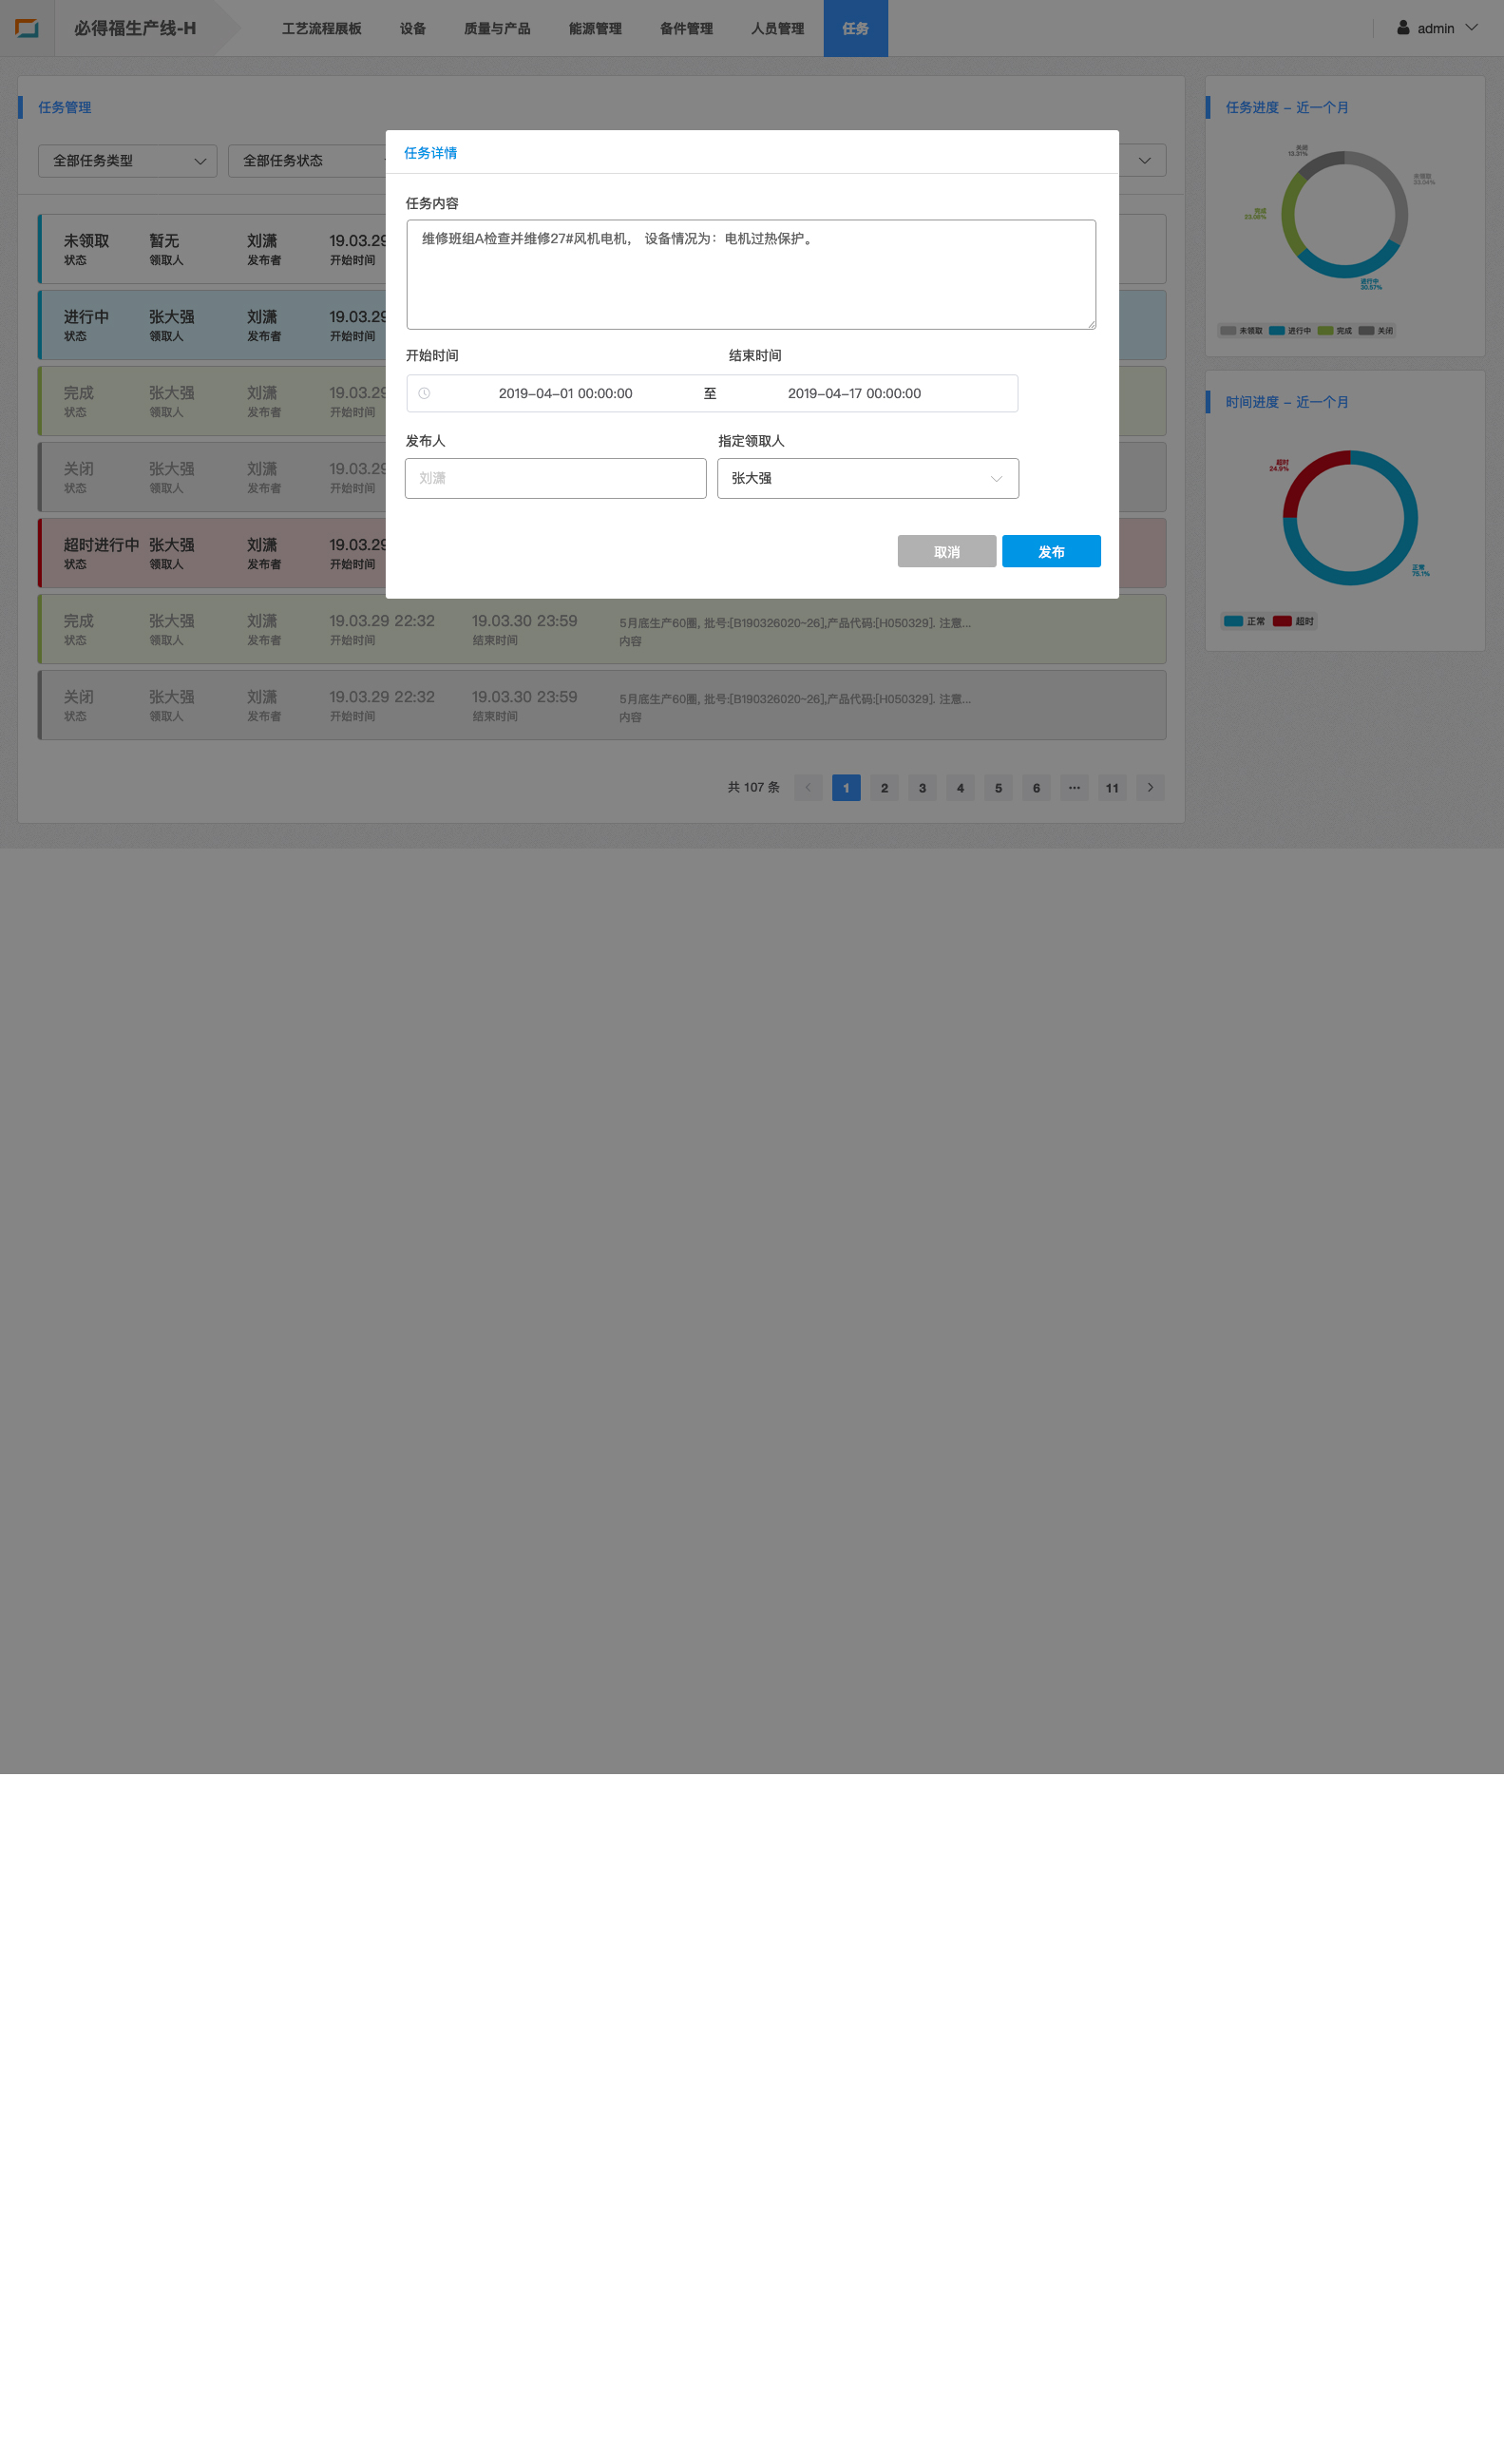 必得福生产线-H
工艺流程展板 设备 质量与产品 能源管理 备件管理 人员管理 任务
admin
任务管理
全部任务类型 全部任务状态
未领取 暂无 刘潇 19.03.29
状态 领取人 发布者 开始时间
进行中 张大强 刘潇 19.03.29
状态 领取人 发布者 开始时间
完成 张大强 刘潇 19.03.29
状态 领取人 发布者 开始时间
关闭 张大强 刘潇 19.03.29
状态 领取人 发布者 开始时间
超时进行中 张大强 刘潇 19.03.29
状态 领取人 发布者 开始时间
完成 张大强 刘潇 19.03.29 22:32 19.03.30 23:59 5月底生产60圈, 批号:[B190326020~26],产品代码:[H050329]. 注意...
状态 领取人 发布者 开始时间 结束时间 内容
关闭 张大强 刘潇 19.03.29 22:32 19.03.30 23:59 5月底生产60圈, 批号:[B190326020~26],产品代码:[H050329]. 注意...
状态 领取人 发布者 开始时间 结束时间 内容
共 107 条 1 2 3 4 5 6 ··· 11
任务详情
任务内容
维修班组A检查并维修27#风机电机， 设备情况为：电机过热保护。
开始时间 结束时间
2019-04-01 00:00:00 至 2019-04-17 00:00:00
发布人 指定领取人
刘潇 张大强
取消 发布
任务进度 - 近一个月
关闭
未领取
完成
进行中
未领取 进行中 完成 关闭
时间进度 - 近一个月
超时
24.9%
正常
75.1%
正常 超时